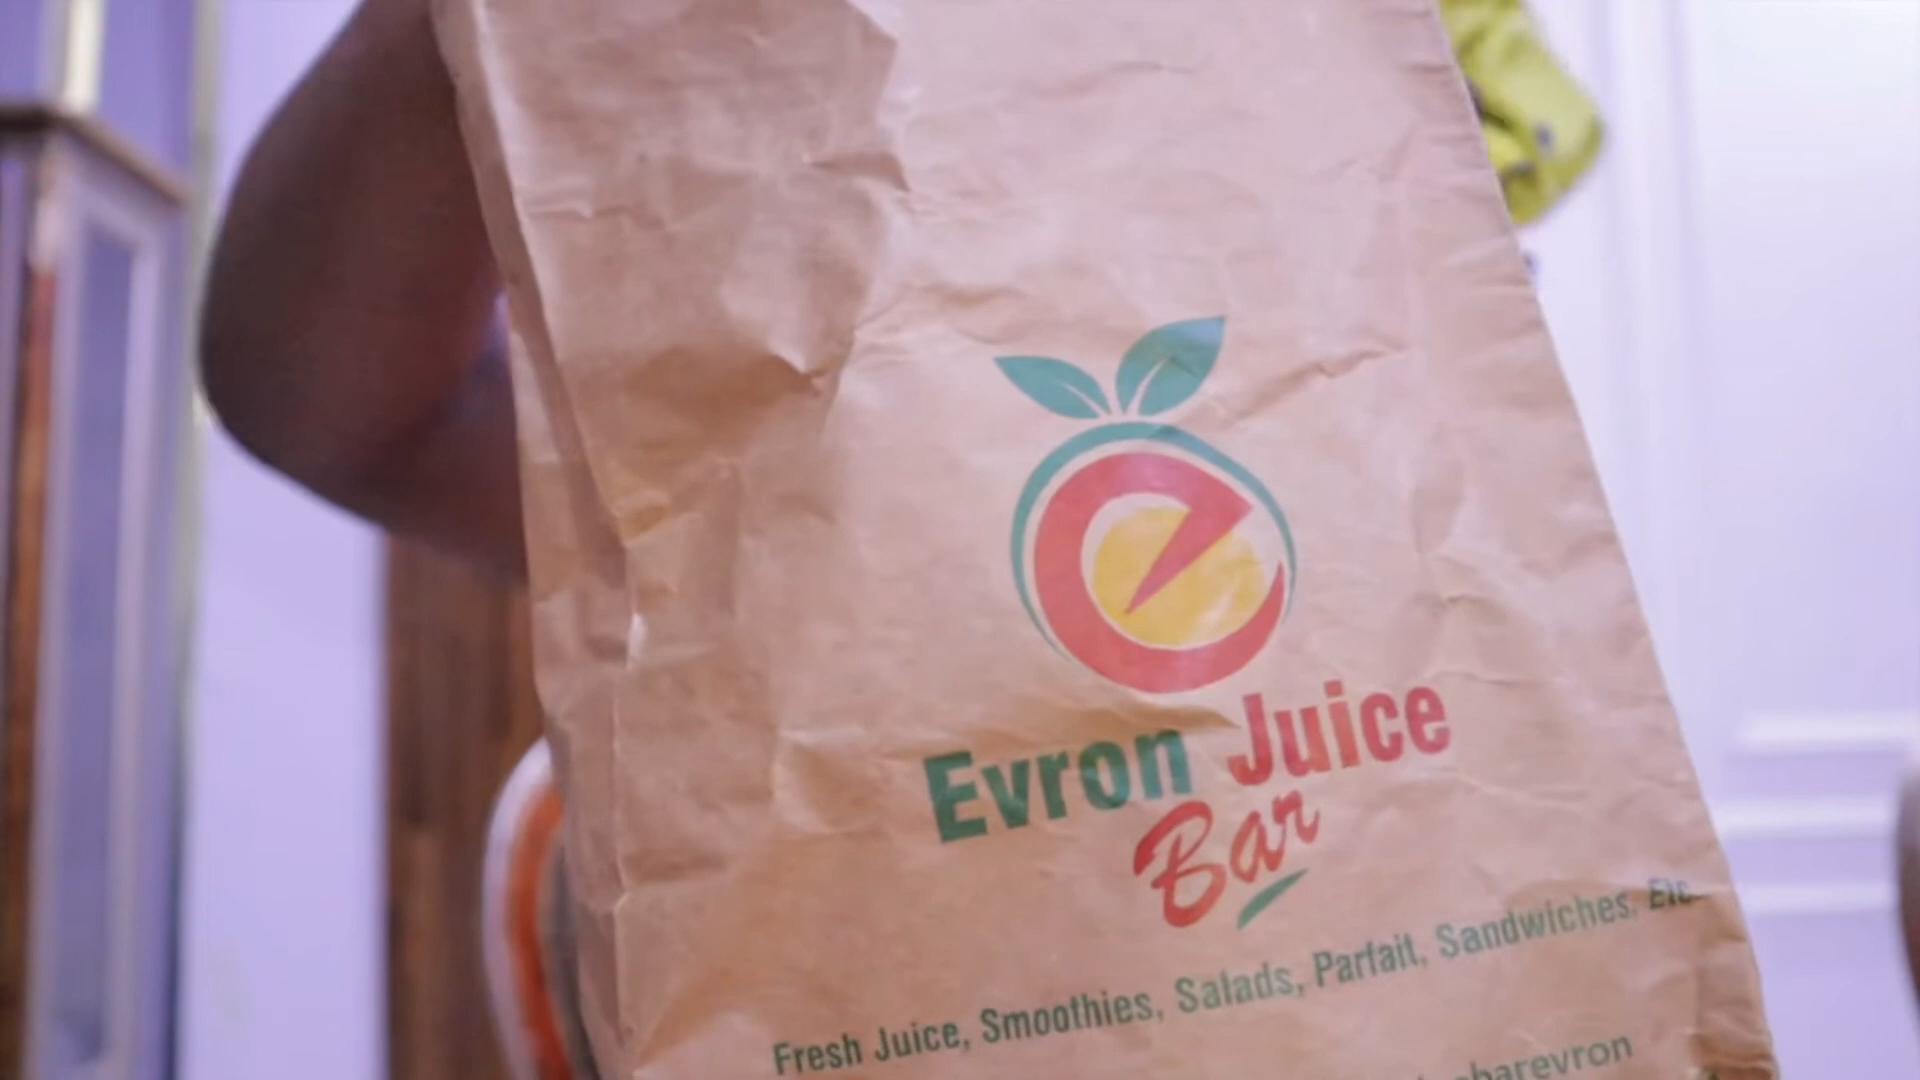 Evron Juice
Bar
Fresh Juice, Smoothies, Salads, Parfait, Sandwiches, Etc